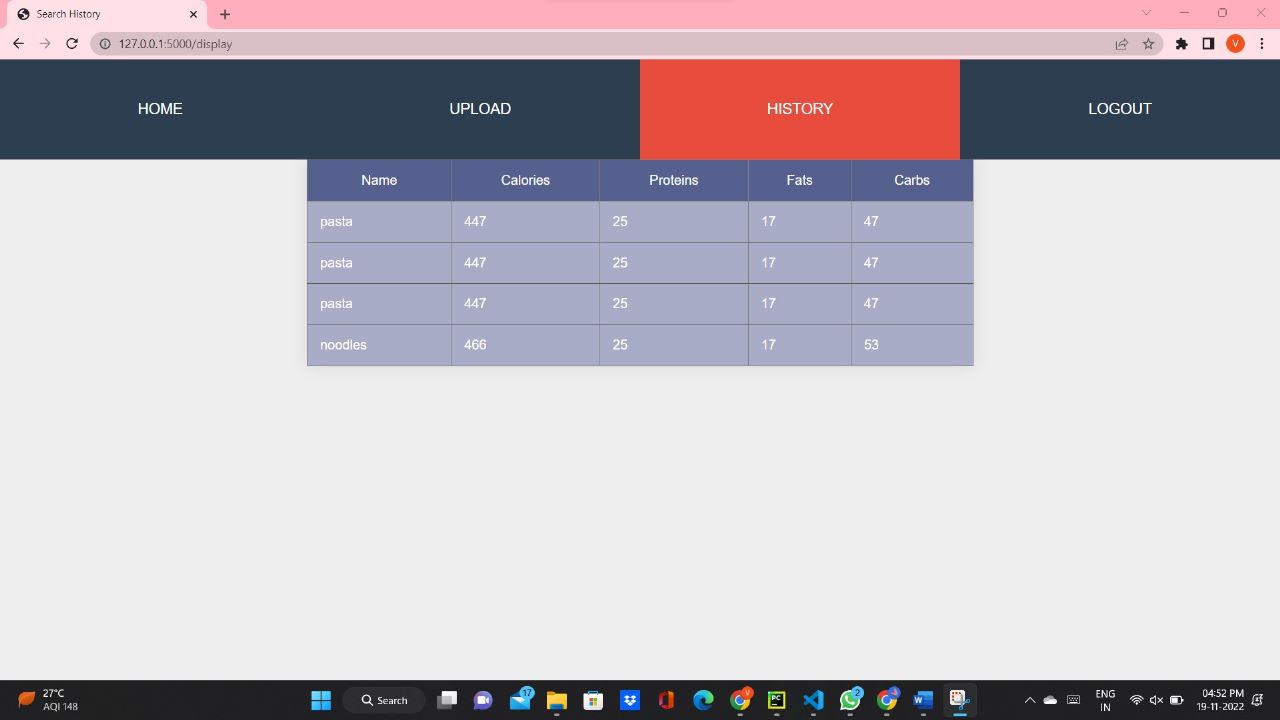 Search History
127.0.0.1:5000/display
V
HOME UPLOAD HISTORY LOGOUT
Name Calories Proteins Fats Carbs
pasta 447 25 17 47
pasta 447 25 17 47
pasta 447 25 17 47
noodles 466 25 17 53
27°C
AQI 148
Search
17
V
PC
2
W
ENG
IN
04:52 PM
19-11-2022